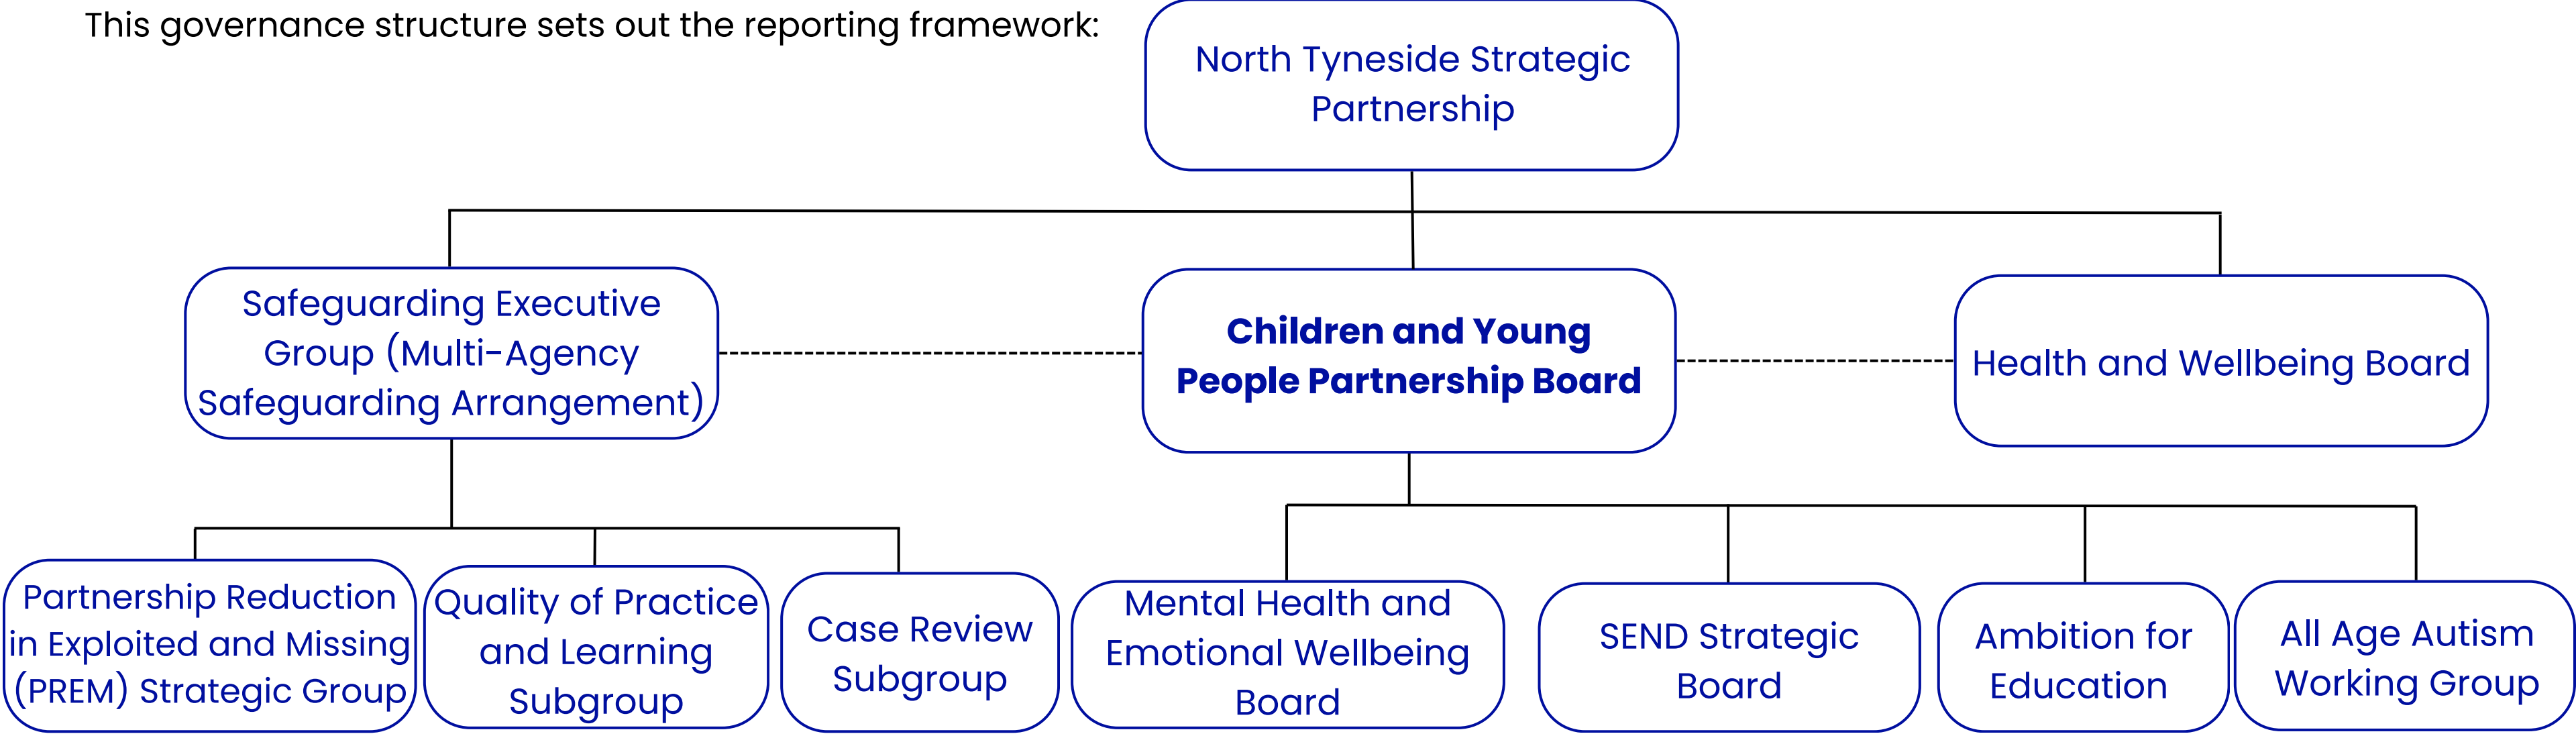 This governance structure sets out the reporting framework:
North Tyneside Strategic
Partnership
Safeguarding Executive
Group (Multi-Agency
Safeguarding Arrangement)
Children and Young
People Partnership Board
Health and Wellbeing Board
Partnership Reduction
in Exploited and Missing
(PREM) Strategic Group
Quality of Practice
and Learning
Subgroup
Case Review
Subgroup
Mental Health and
Emotional Wellbeing
Board
SEND Strategic
Board
Ambition for
Education
All Age Autism
Working Group